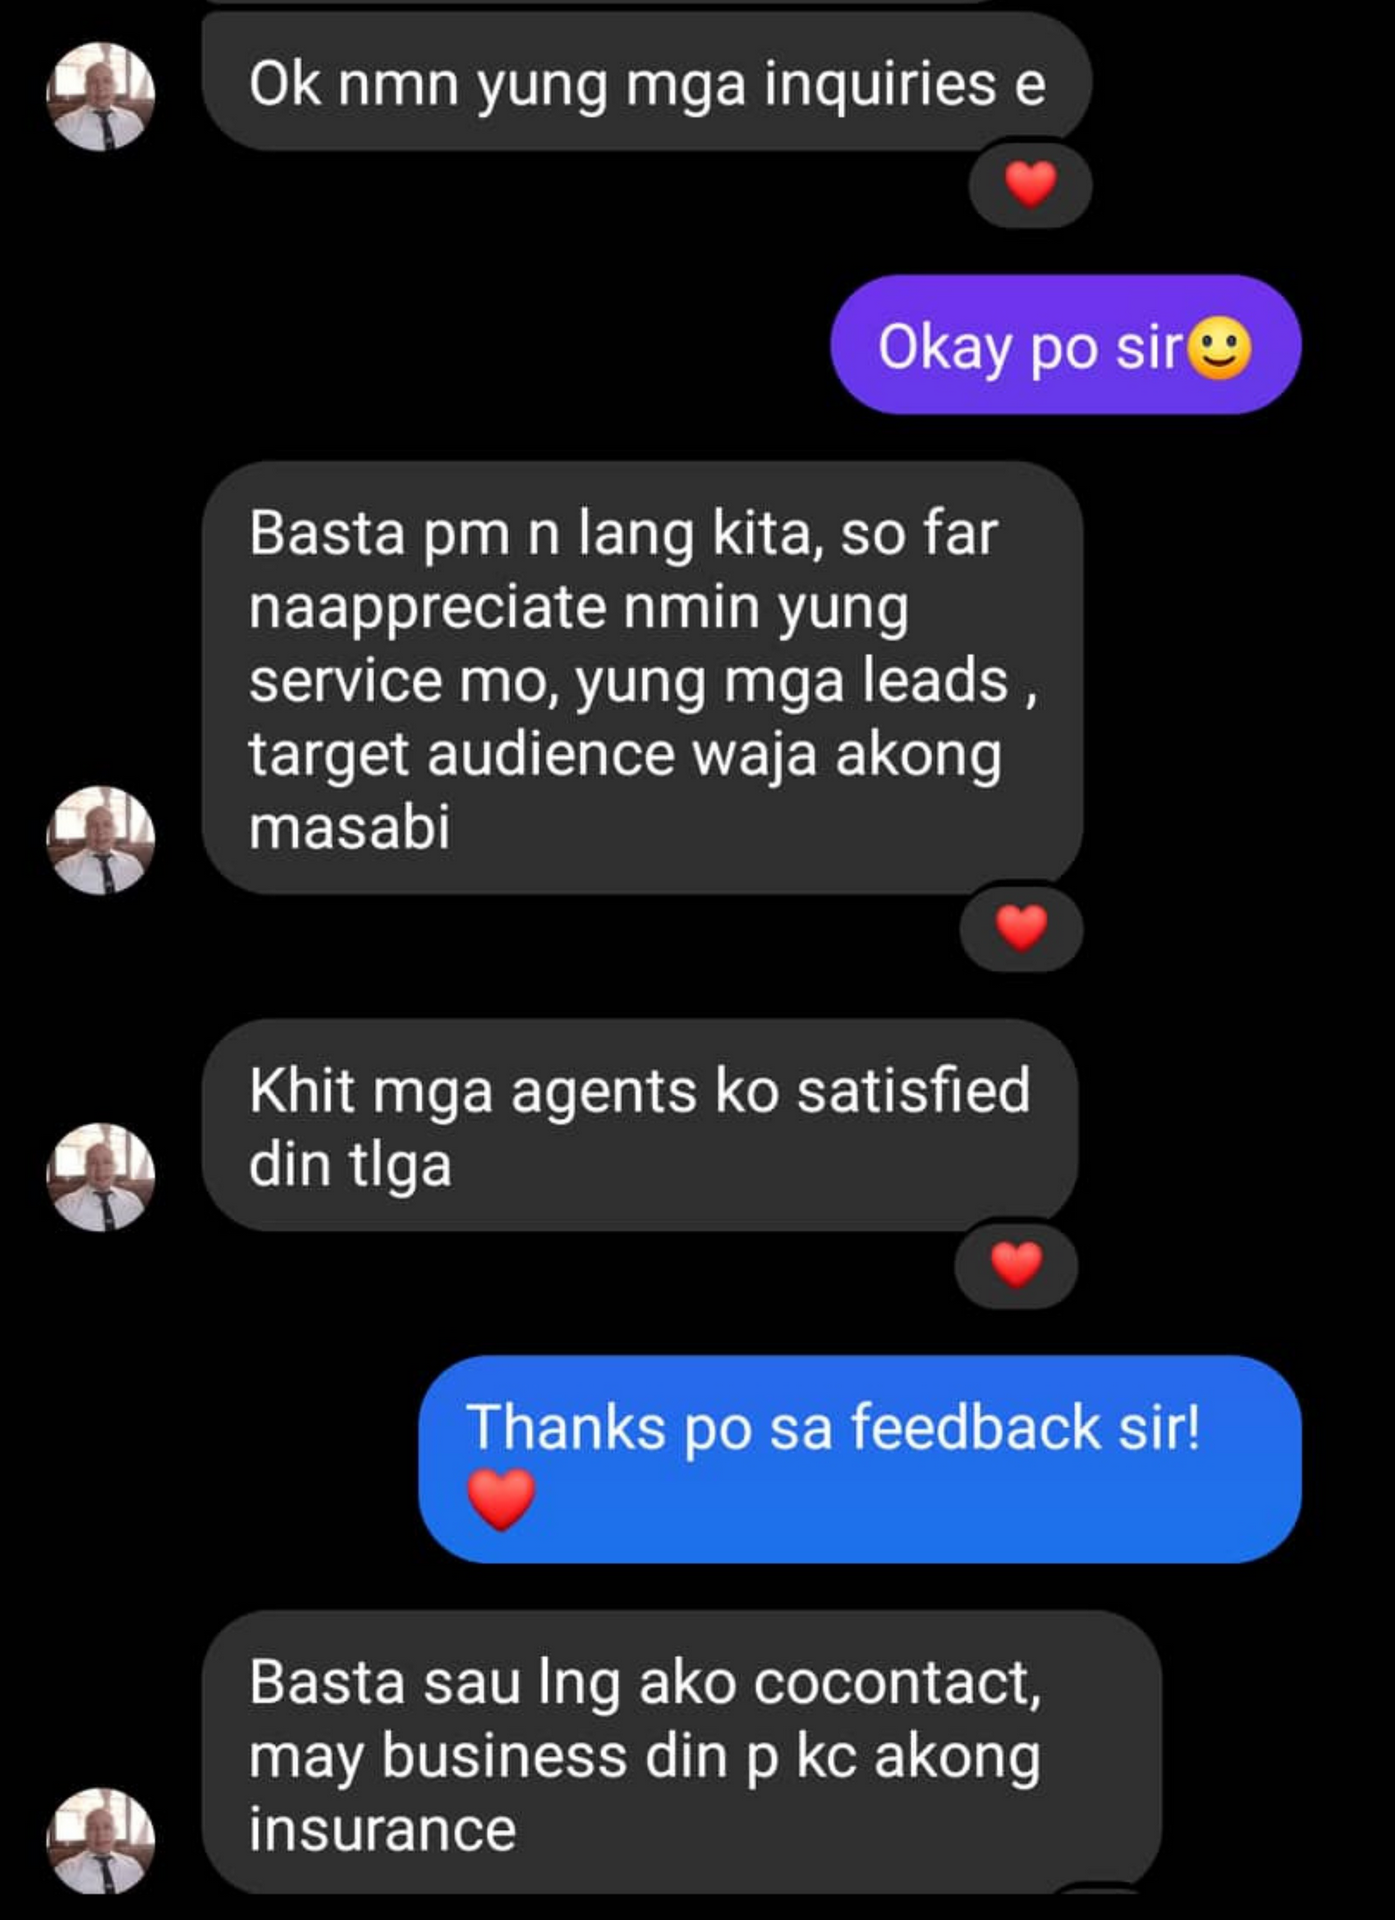 Ok nmn yung mga inquiries e
❤️
Okay po sir🙂
Basta pm n lang kita, so far
naappreciate nmin yung
service mo, yung mga leads ,
target audience waja akong
masabi
❤️
Khit mga agents ko satisfied
din tlga
❤️
Thanks po sa feedback sir!
❤️
Basta sau lng ako cocontact,
may business din p kc akong
insurance